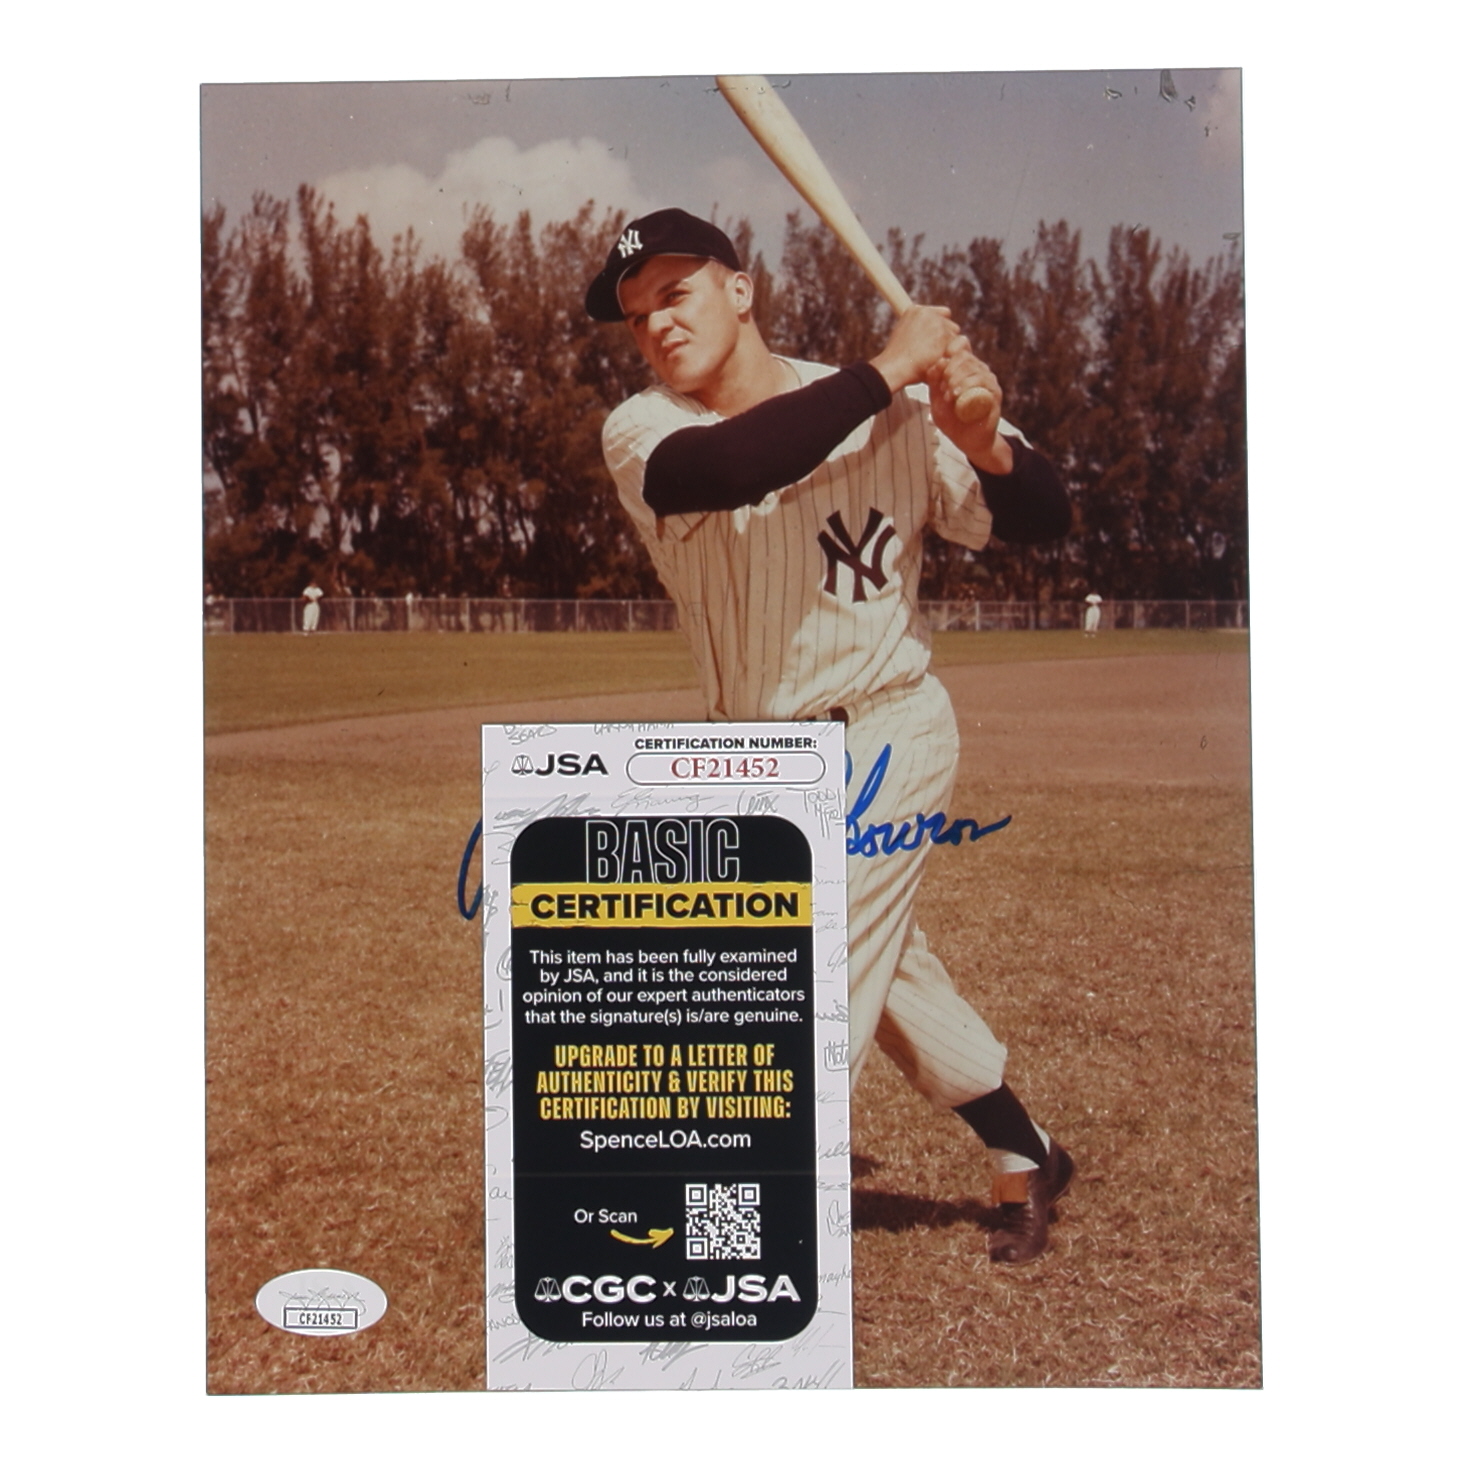 NY
NY
JSA
CERTIFICATION NUMBER:
CF21452
BASIC
CERTIFICATION
This item has been fully examined
by JSA, and it is the considered
opinion of our expert authenticators
that the signature(s) is/are genuine.
UPGRADE TO A LETTER OF
AUTHENTICITY & VERIFY THIS
CERTIFICATION BY VISITING:
SpenceLOA.com
Or Scan
CGC x JSA
Follow us at @jsaloa
CF21452